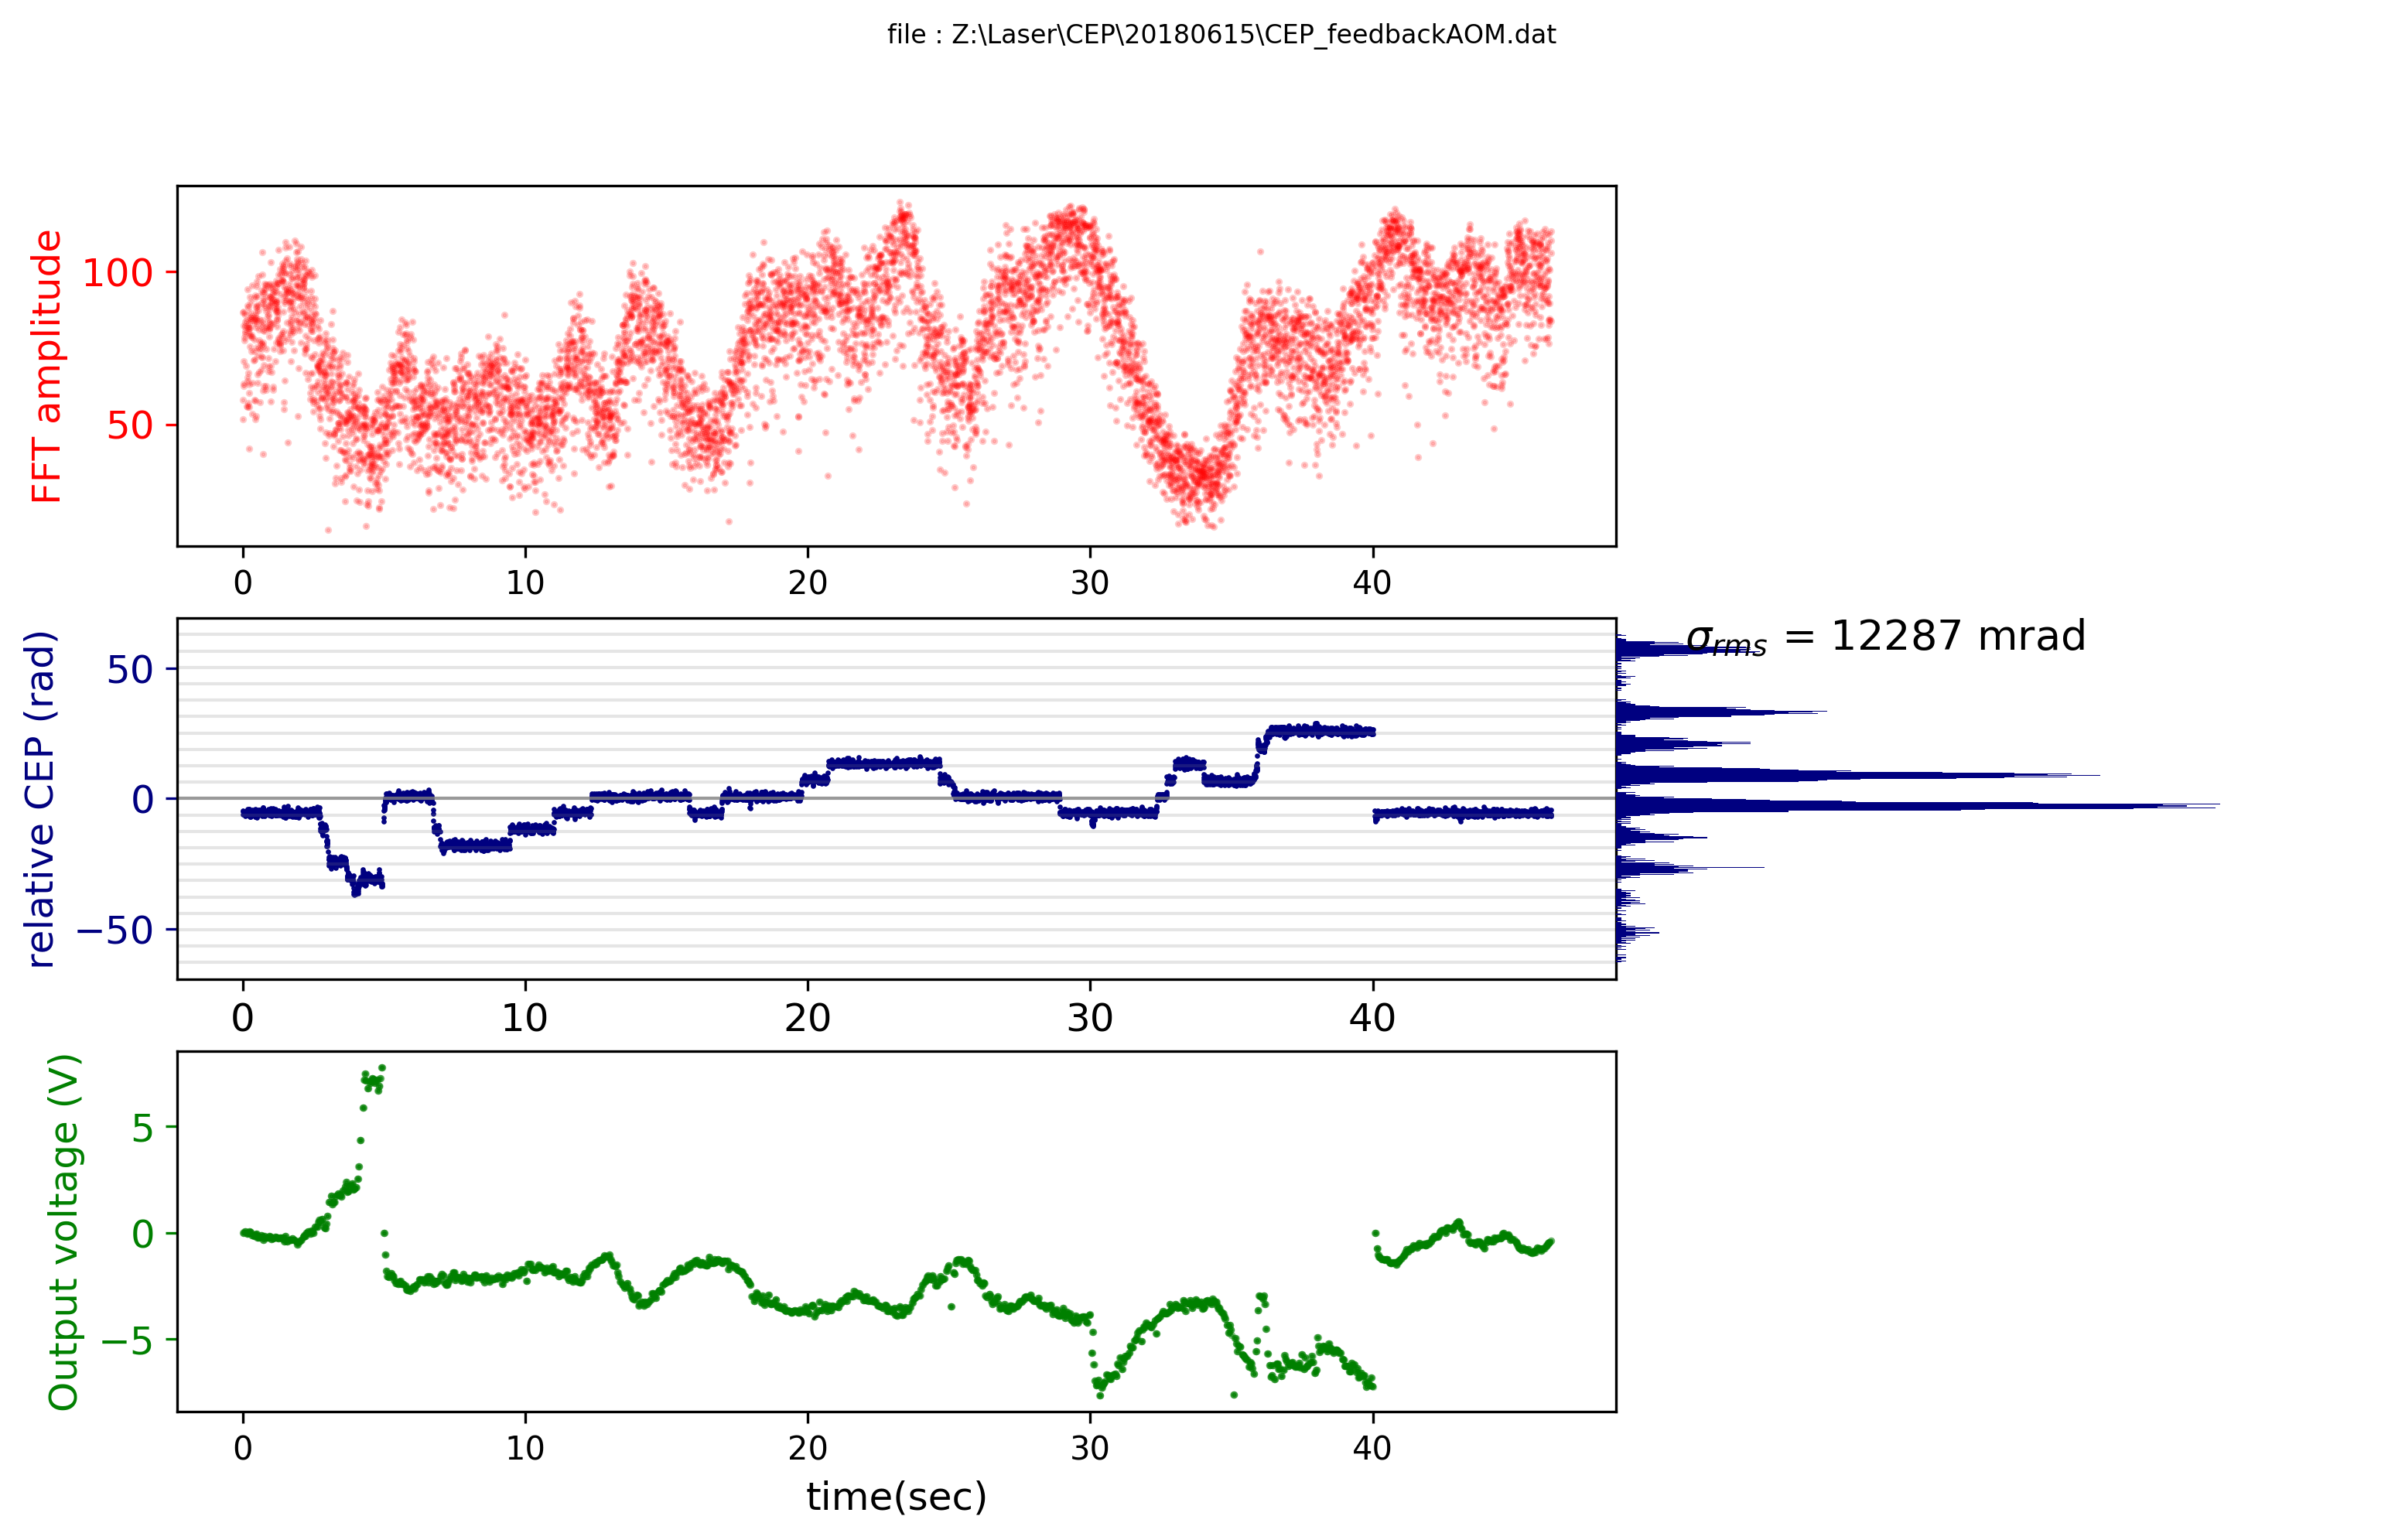 file : Z:\Laser\CEP\20180615\CEP_feedbackAOM.dat
FFT amplitude
100
50
0 10 20 30 40
relative CEP (rad)
50
0
−50
σrms = 12287 mrad
0 10 20 30 40
Output voltage (V)
5
0
−5
0 10 20 30 40
time(sec)